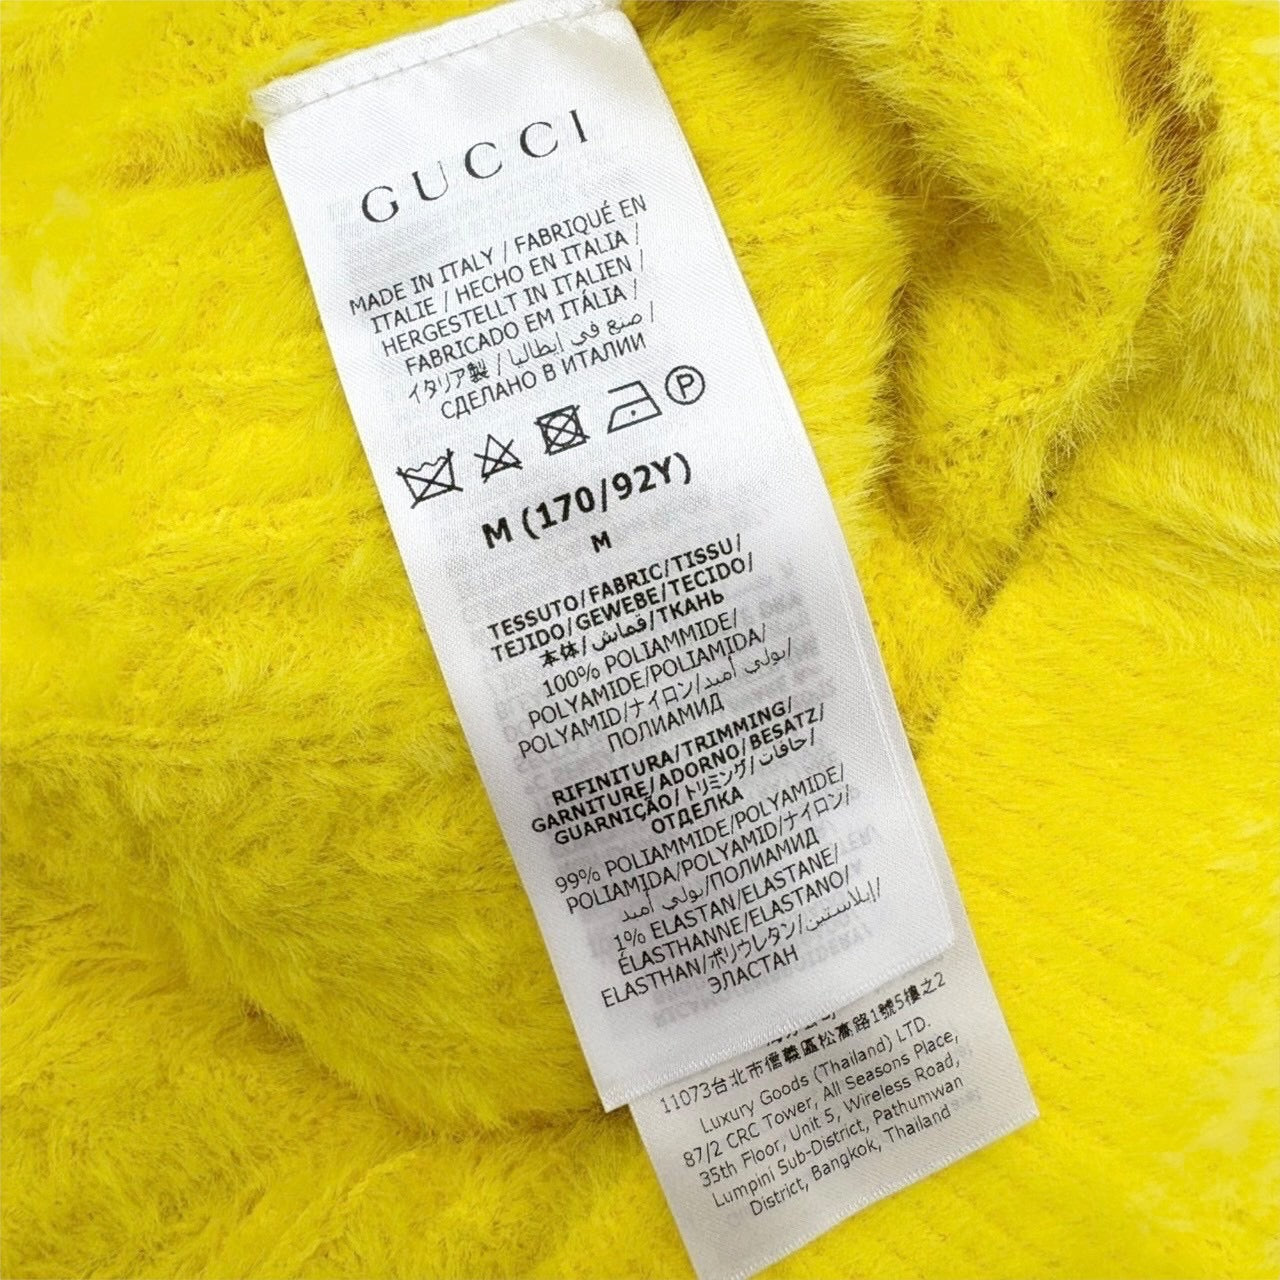 GUCCI
MADE IN ITALY / FABRIQUÉ EN
ITALIE / HECHO EN ITALIA /
HERGESTELLT IN ITALIEN /
FABRICADO EM ITÁLIA /
イタリア製 / صنع في إيطاليا /
СДЕЛАНО В ИТАЛИИ
P
M (170/92Y)
M
TESSUTO/FABRIC/TISSU/
TEJIDO/GEWEBE/TECIDO/
本体/قماش/ТКАНЬ
100% POLIAMMIDE/
POLYAMIDE/POLIAMIDA/
POLYAMID/ナイロン/بولي أميد/
ПОЛИАМИД
RIFINITURA/TRIMMING/
GARNITURE/ADORNO/BESATZ/
GUARNIÇÃO/トリミング/حافات/
ОТДЕЛКА
99% POLIAMMIDE/POLYAMIDE/
POLIAMIDA/POLYAMID/ナイロン/
بولي أميد/ПОЛИАМИД
1% ELASTAN/ELASTANE/
ÉLASTHANNE/ELASTANO/
ELASTHAN/ポリウレタン/إيلاستين/
ЭЛАСТАН
11073台北市信義區松高路1號5樓之2
Luxury Goods (Thailand) LTD.
87/2 CRC Tower, All Seasons Place,
35th Floor, Unit 5, Wireless Road,
Lumpini Sub-District, Pathumwan
District, Bangkok, Thailand